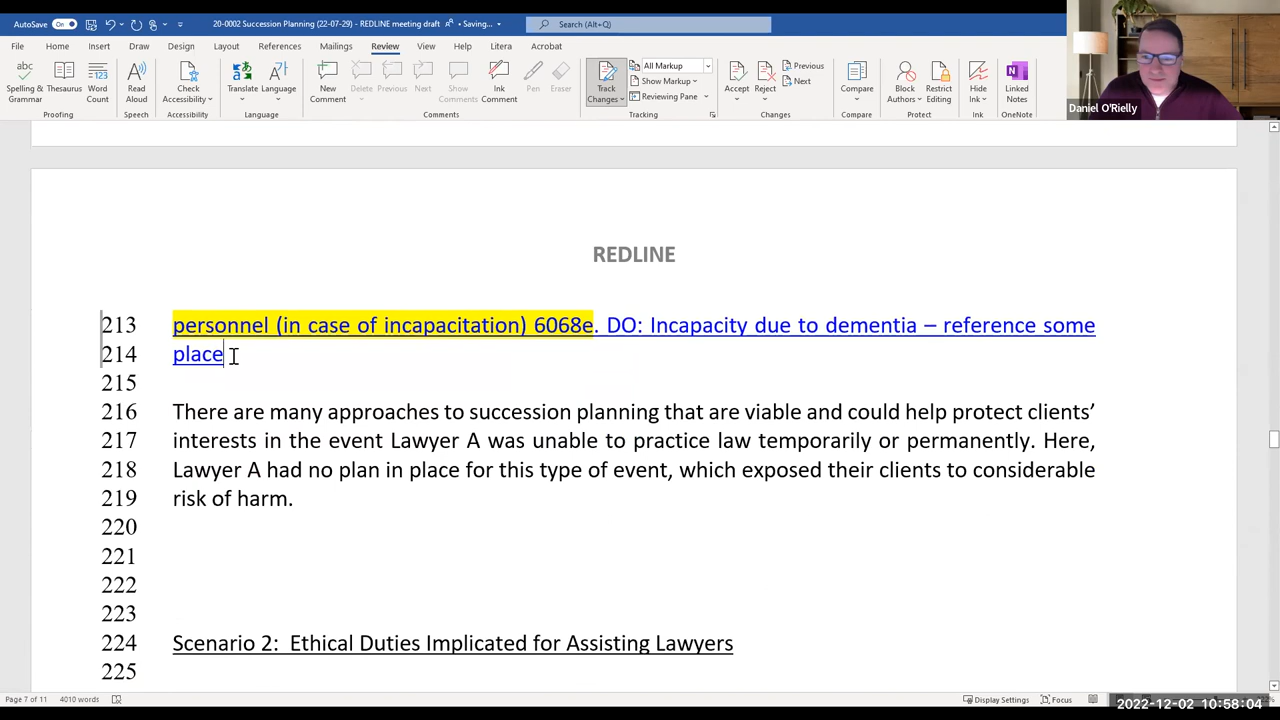 AutoSave On 20-0002 Succession Planning (22-07-29) - REDLINE meeting draft • Saving... Search (Alt+Q)
File Home Insert Draw Design Layout References Mailings Review View Help Litera Acrobat
abc Spelling & Grammar
Thesaurus
Word Count
Proofing
Read Aloud
Speech
Check Accessibility
Accessibility
Translate
Language
Language
New Comment
Delete
Previous
Next
Show Comments
Ink Comment
Comments
Pen
Eraser
Track Changes
All Markup
Show Markup
Reviewing Pane
Tracking
Accept
Reject
Previous
Next
Changes
Compare
Compare
Block Authors
Restrict Editing
Protect
Hide Ink
Ink
Linked Notes
OneNote
Daniel O'Rielly
REDLINE
213 personnel (in case of incapacitation) 6068e. DO: Incapacity due to dementia – reference some
214 place
215
216 There are many approaches to succession planning that are viable and could help protect clients’
217 interests in the event Lawyer A was unable to practice law temporarily or permanently. Here,
218 Lawyer A had no plan in place for this type of event, which exposed their clients to considerable
219 risk of harm.
220
221
222
223
224 Scenario 2: Ethical Duties Implicated for Assisting Lawyers
225
Page 7 of 11 4010 words Display Settings Focus
2022-12-02 10:58:04